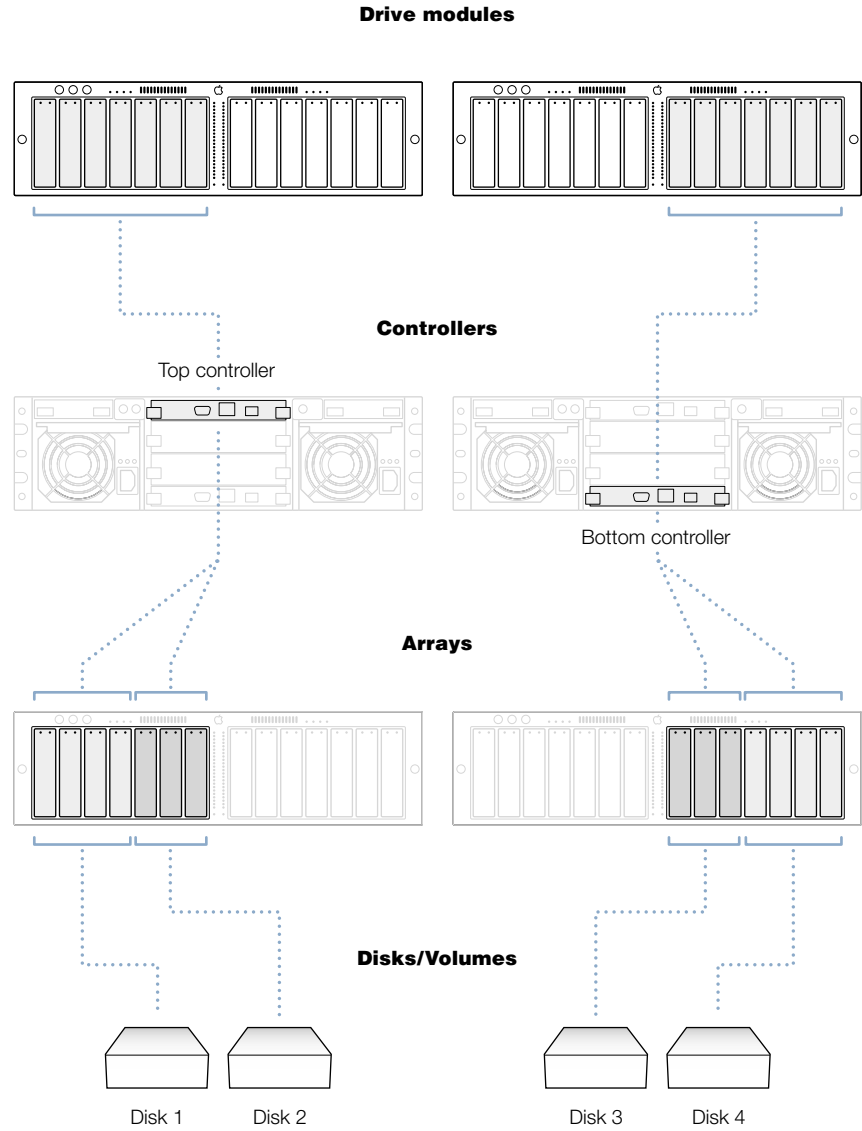 Drive modules
Controllers
Top controller
Bottom controller
Arrays
Disks/Volumes
Disk 1
Disk 2
Disk 3
Disk 4